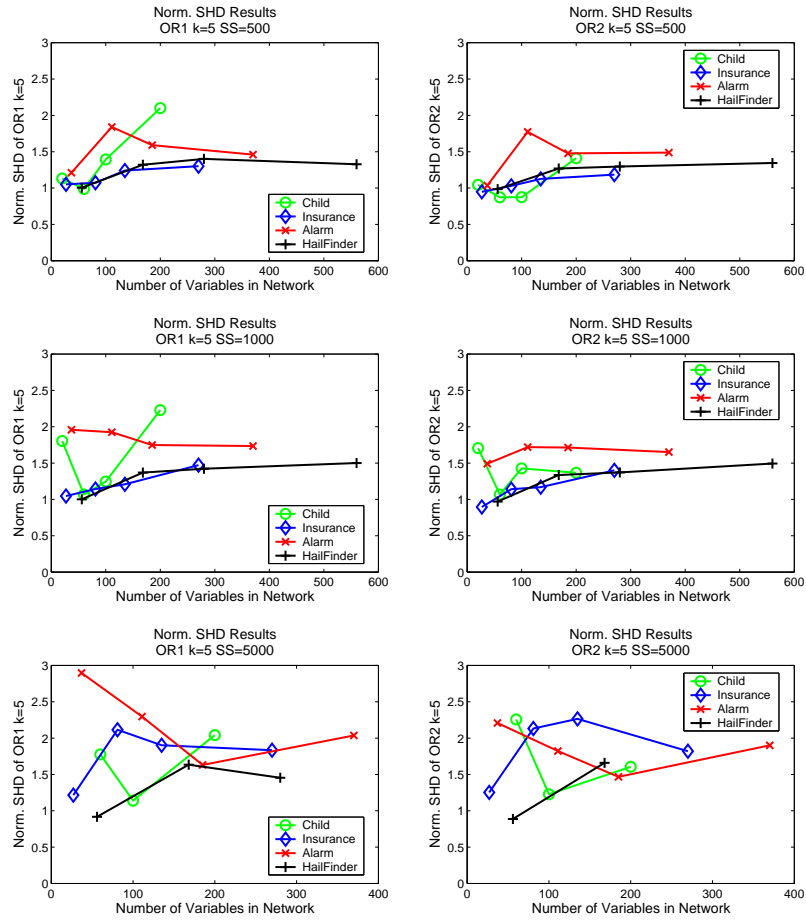 Norm. SHD Results
OR1 k=5 SS=500
Norm. SHD of OR1 k=5
3
2.5
2
1.5
1
0.5
0
0 100 200 300 400 500 600
Number of Variables in Network
Child
Insurance
Alarm
HailFinder
Norm. SHD Results
OR2 k=5 SS=500
Norm. SHD of OR2 k=5
3
2.5
2
1.5
1
0.5
0
0 100 200 300 400 500 600
Number of Variables in Network
Child
Insurance
Alarm
HailFinder
Norm. SHD Results
OR1 k=5 SS=1000
Norm. SHD of OR1 k=5
3
2.5
2
1.5
1
0.5
0
0 100 200 300 400 500 600
Number of Variables in Network
Child
Insurance
Alarm
HailFinder
Norm. SHD Results
OR2 k=5 SS=1000
Norm. SHD of OR2 k=5
3
2.5
2
1.5
1
0.5
0
0 100 200 300 400 500 600
Number of Variables in Network
Child
Insurance
Alarm
HailFinder
Norm. SHD Results
OR1 k=5 SS=5000
Norm. SHD of OR1 k=5
3
2.5
2
1.5
1
0.5
0
0 100 200 300 400
Number of Variables in Network
Child
Insurance
Alarm
HailFinder
Norm. SHD Results
OR2 k=5 SS=5000
Norm. SHD of OR2 k=5
3
2.5
2
1.5
1
0.5
0
0 100 200 300 400
Number of Variables in Network
Child
Insurance
Alarm
HailFinder